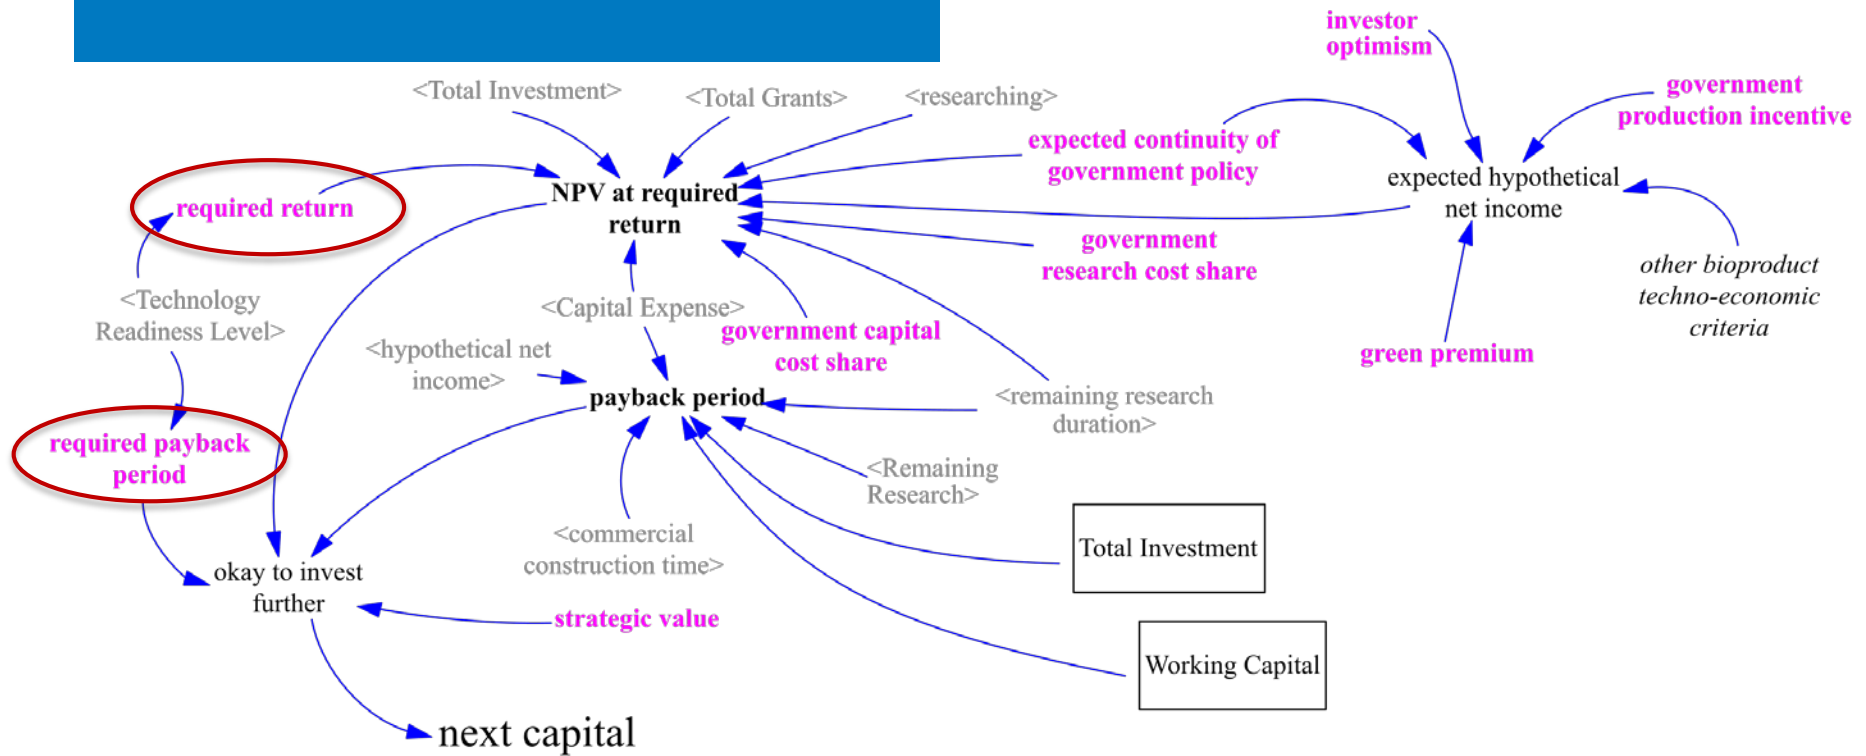 investor
optimism
government
production incentive
<Total Investment>
<Total Grants>
<researching>
expected continuity of
government policy
expected hypothetical
net income
NPV at required
return
required return
government
research cost share
other bioproduct
techno-economic
criteria
<Technology
Readiness Level>
<Capital Expense>
government capital
cost share
green premium
<hypothetical net
income>
payback period
<remaining research
duration>
required payback
period
<Remaining
Research>
<commercial
construction time>
Total Investment
okay to invest
further
strategic value
Working Capital
next capital